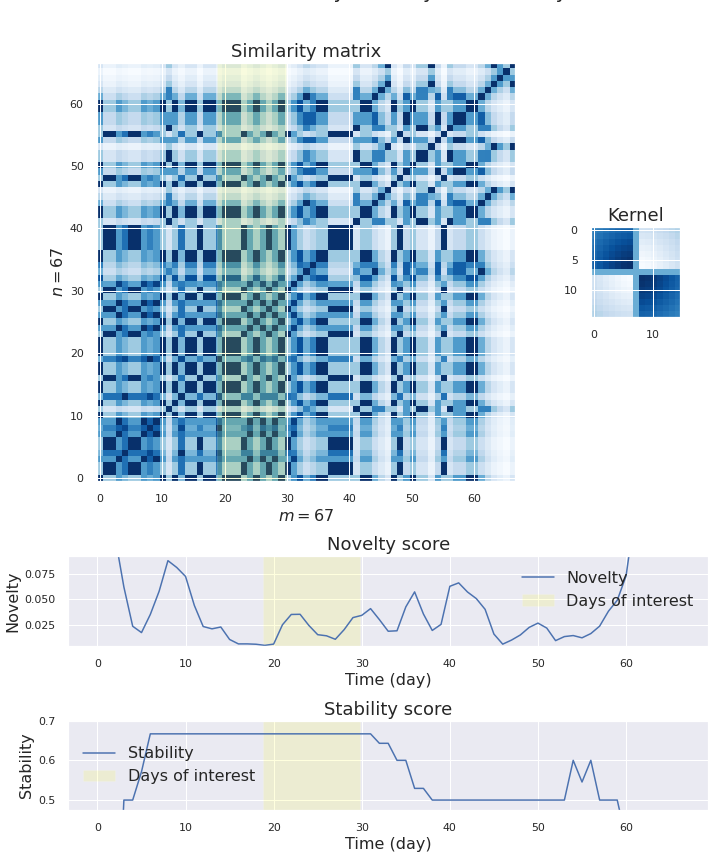 Similarity matrix
60
50
40
30
20
10
0
n = 67
0 10 20 30 40 50 60
m = 67
Kernel
0
5
10
0 10
Novelty score
0.075
0.050
0.025
Novelty
Novelty
Days of interest
0 10 20 30 40 50 60
Time (day)
Stability score
0.7
0.6
0.5
Stability
Stability
Days of interest
0 10 20 30 40 50 60
Time (day)